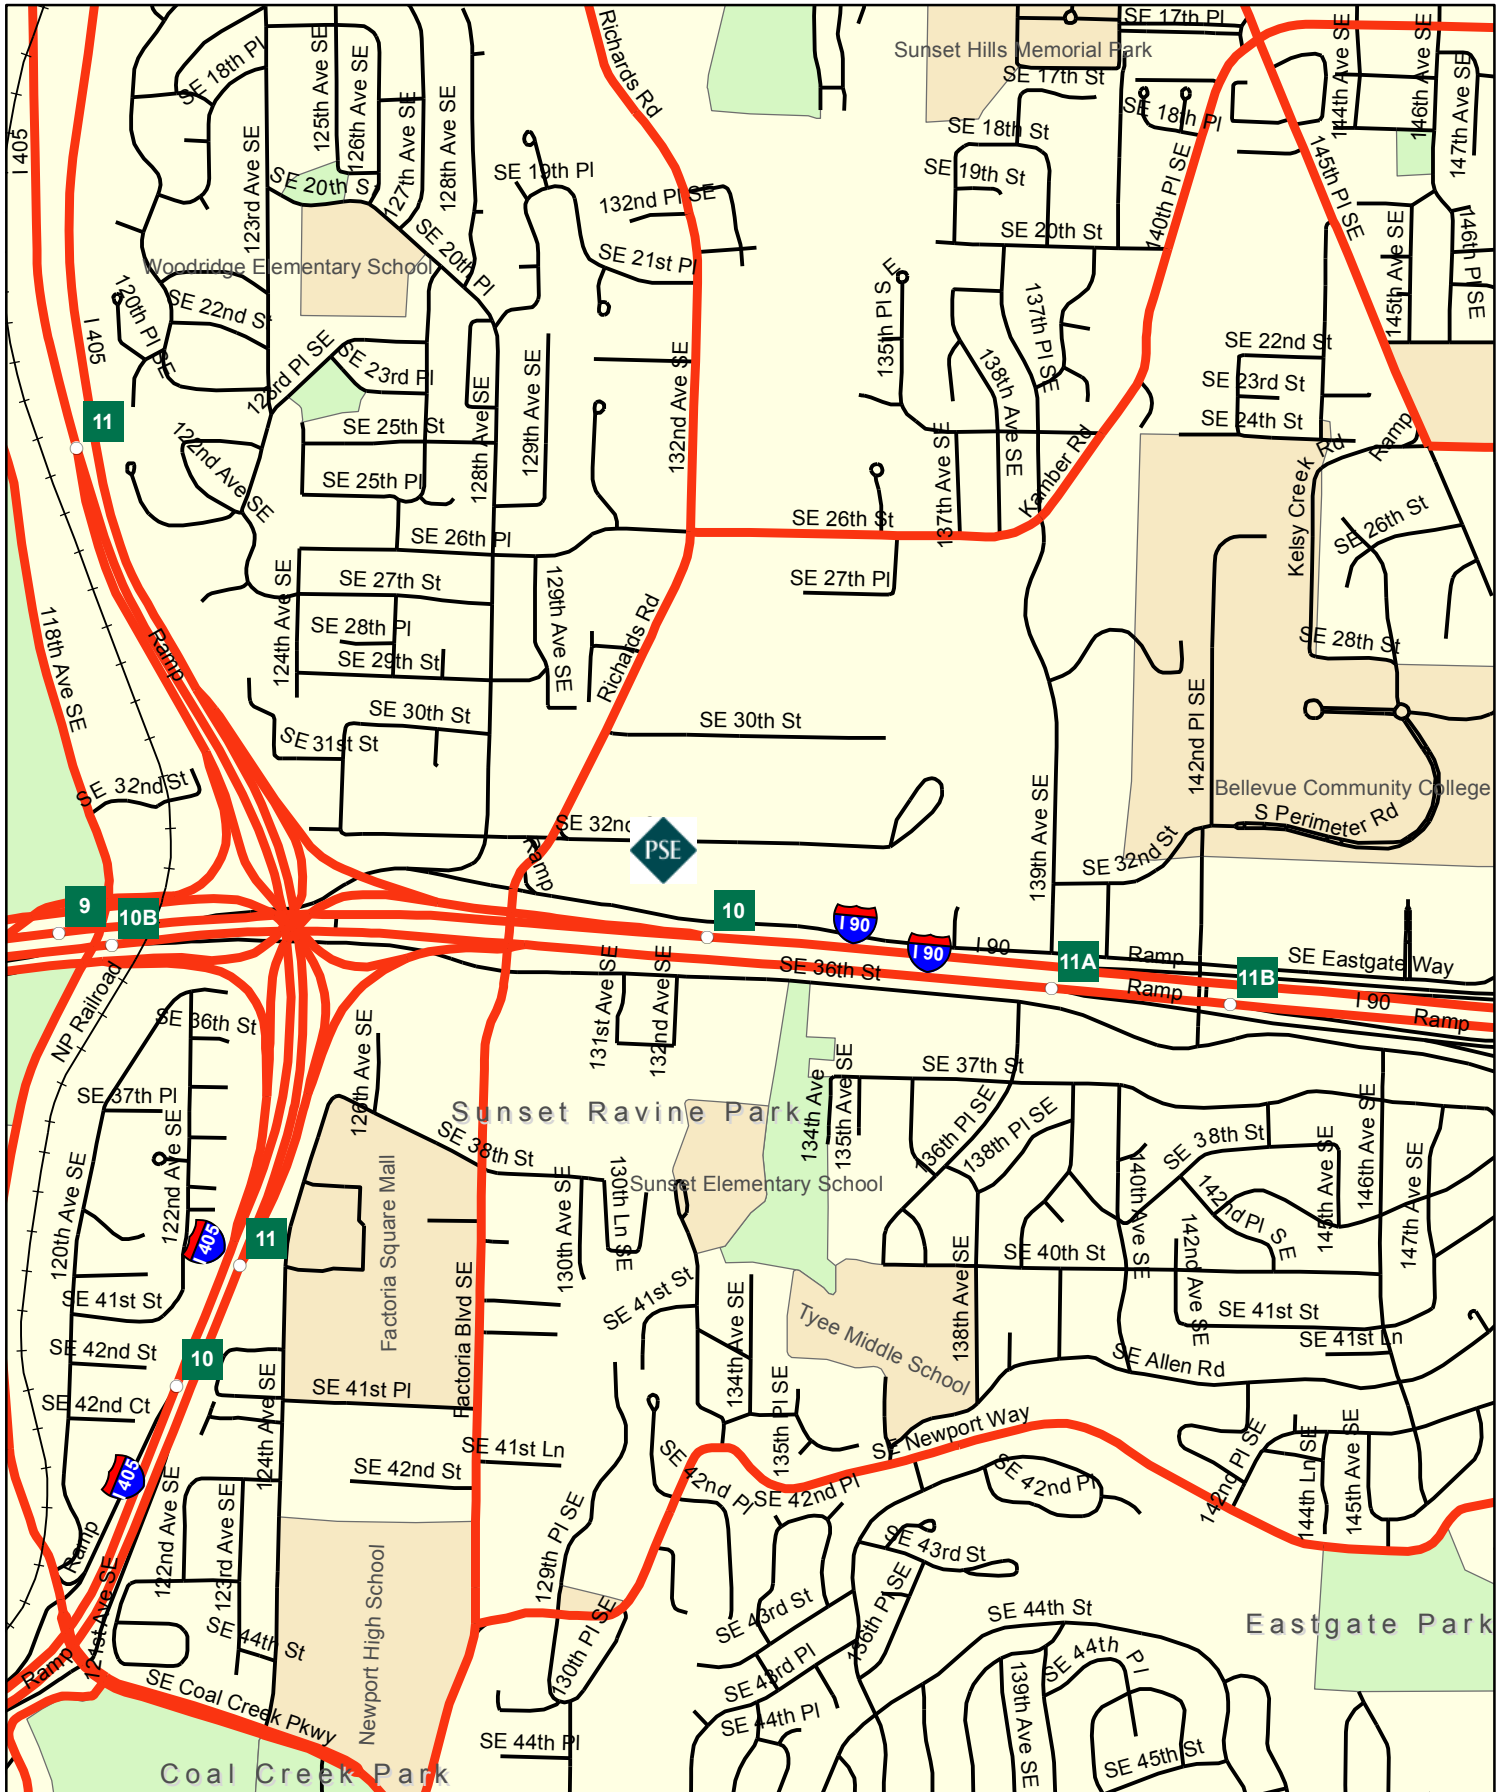 SE 17th Pl
Sunset Hills Memorial Park
SE 17th St
SE 18th Pl
125th Ave SE
126th Ave SE
127th Ave SE
128th Ave SE
Richards Rd
144th Ave SE
146th Ave SE
147th Ave SE
SE 18th Pl
SE 18th St
I 405
123rd Ave SE
SE 20th S
SE 19th Pl
132nd Pl SE
SE 19th St
140th Pl SE
145th Pl SE
SE 20th St
SE 20th Pl
SE 21st Pl
145th Ave SE
146th Pl SE
Woodridge Elementary School
120th Pl SE
SE 22nd St
I 405
135th Pl S E
137th Pl SE
138th Ave SE
SE 22nd St
123rd Pl SE
SE 23rd Pl
132nd Ave SE
SE 23rd St
11
128th Ave SE
129th Ave SE
SE 24th St
SE 25th St
122nd Ave SE
137th Ave SE
Kamber Rd
Kelsy Creek Rd
Ramp
SE 25th Pl
SE 26th St
SE 26th St
SE 26th Pl
124th Ave SE
SE 27th St
129th Ave SE
SE 27th Pl
118th Ave SE
Ramp
SE 28th Pl
Richards Rd
SE 28th St
SE 29th St
142nd Pl SE
SE 30th St
SE 30th St
SE 31st St
SE 32nd St
139th Ave SE
Bellevue Community College
S Perimeter Rd
SE 32nd
PSE
Ramp
SE 32nd St
9
10B
10
I 90
I 90
I 90
11A
Ramp
11B
SE Eastgate Way
SE 36th St
Ramp
I 90
Ramp
NP Railroad
131st Ave SE
132nd Ave SE
SE 36th St
126th Ave SE
134th Ave
135th Ave SE
SE 37th St
SE 37th Pl
Sunset Ravine Park
136th Pl SE
138th Pl SE
146th Ave SE
122nd Ave SE
SE 38th St
SE 38th St
140th Ave SE
145th Ave SE
147th Ave SE
120th Ave SE
Factoria Square Mall
130th Ave SE
130th Ln SE
Sunset Elementary School
142nd Pl SE
142nd Ave SE
I 405
11
SE 40th St
138th Ave SE
SE 41st St
Factoria Blvd SE
SE 41st St
134th Ave SE
Tyee Middle School
SE 41st St
SE 41st Ln
SE 42nd St
10
SE Allen Rd
SE 42nd Ct
124th Ave SE
SE 41st Pl
135th Pl SE
SE Newport Way
SE 41st Ln
I 405
SE 42nd St
SE 42nd Pl
SE 42nd Pl
SE 42nd Pl
142nd Pl SE
144th Ln SE
145th Ave SE
Ramp
122nd Ave SE
123rd Ave SE
129th Pl SE
SE 43rd St
121st Ave SE
Newport High School
130th Pl SE
SE 43rd St
136th Pl SE
SE 44th St
Eastgate Park
SE 44th St
Ramp
SE 43rd Pl
139th Ave SE
SE 44th Pl
SE Coal Creek Pkwy
SE 44th Pl
SE 44th Pl
SE 45th St
Coal Creek Park